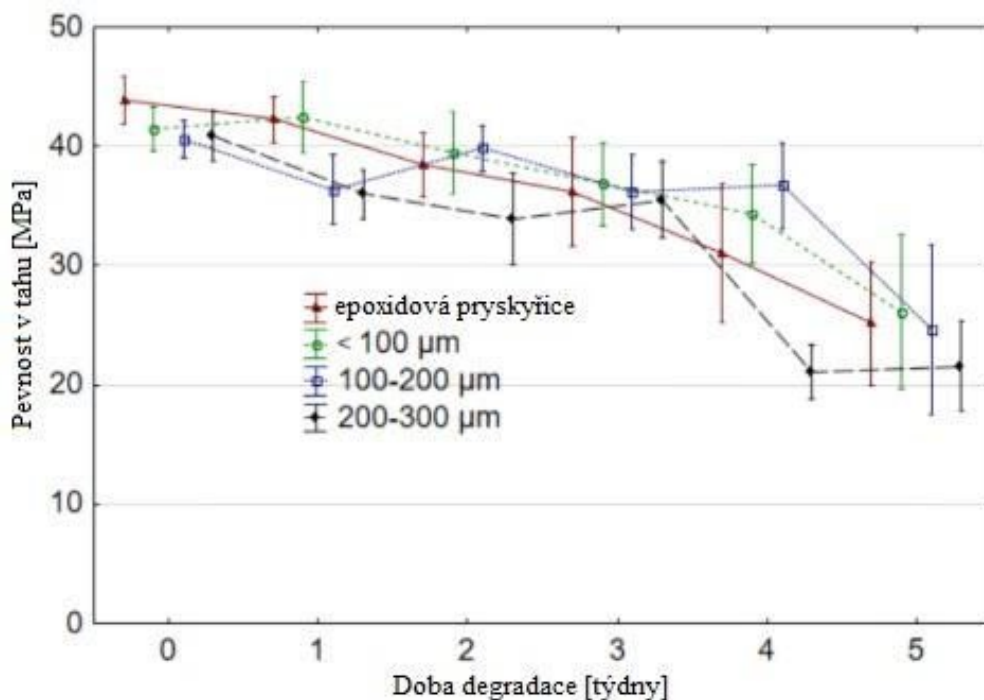 50
40
30
20
10
0
Pevnost v tahu [MPa]
epoxidová pryskyřice
< 100 µm
100-200 µm
200-300 µm
0 1 2 3 4 5
Doba degradace [týdny]